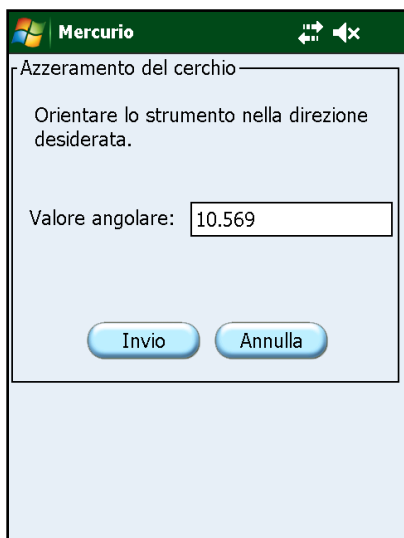 Mercurio
Azzeramento del cerchio
Orientare lo strumento nella direzione
desiderata.
Valore angolare: 10.569
Invio Annulla